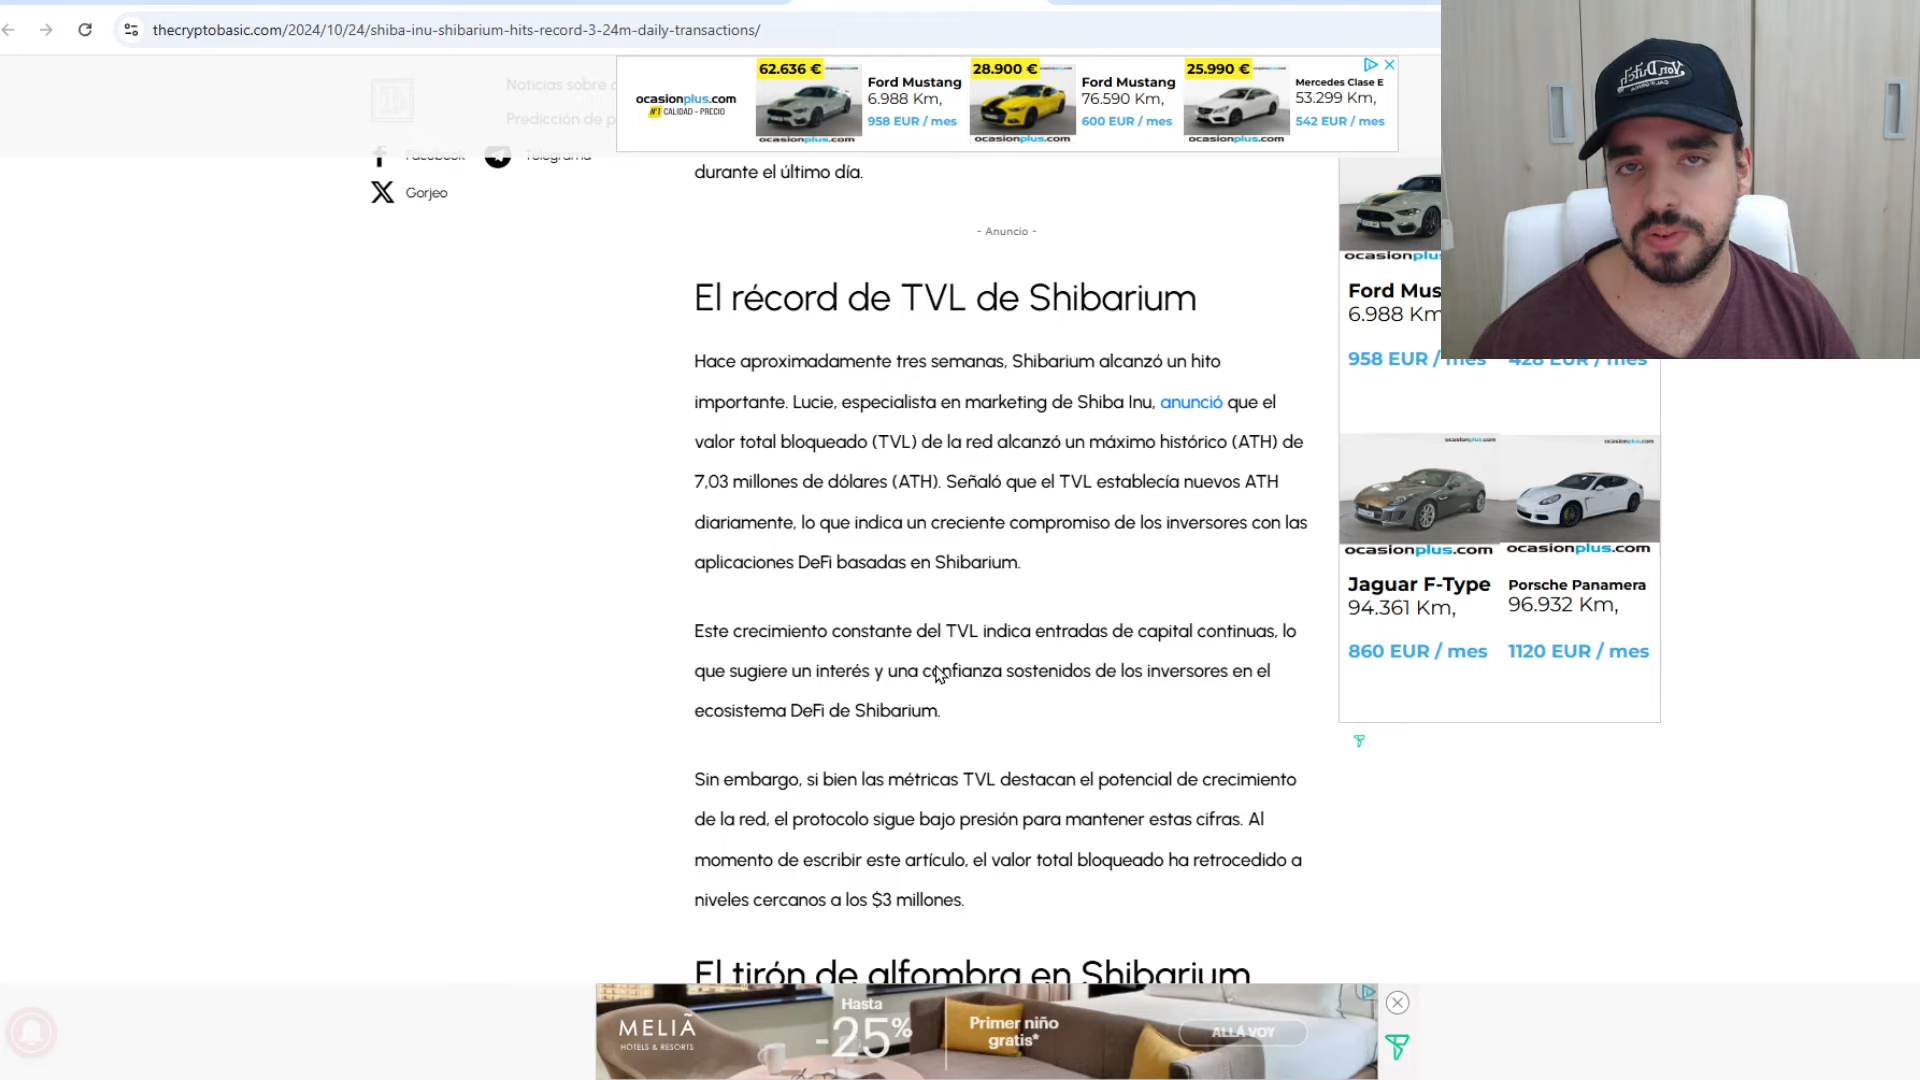 thecryptobasic.com/2024/10/24/shiba-inu-shibarium-hits-record-3-24m-daily-transactions/
Noticias sobre
Predicción de
Facebook
Telegrama
Gorjeo
ocasionplus.com
Nº1 CALIDAD - PRECIO
62.636 €
Ford Mustang
6.988 Km,
958 EUR / mes
ocasionplus.com
28.900 €
Ford Mustang
76.590 Km,
600 EUR / mes
ocasionplus.com
25.990 €
Mercedes Clase E
53.299 Km,
542 EUR / mes
ocasionplus.com
durante el último día.
- Anuncio -
El récord de TVL de Shibarium
Hace aproximadamente tres semanas, Shibarium alcanzó un hito
importante. Lucie, especialista en marketing de Shiba Inu, anunció que el
valor total bloqueado (TVL) de la red alcanzó un máximo histórico (ATH) de
7,03 millones de dólares (ATH). Señaló que el TVL establecía nuevos ATH
diariamente, lo que indica un creciente compromiso de los inversores con las
aplicaciones DeFi basadas en Shibarium.
Este crecimiento constante del TVL indica entradas de capital continuas, lo
que sugiere un interés y una confianza sostenidos de los inversores en el
ecosistema DeFi de Shibarium.
Sin embargo, si bien las métricas TVL destacan el potencial de crecimiento
de la red, el protocolo sigue bajo presión para mantener estas cifras. Al
momento de escribir este artículo, el valor total bloqueado ha retrocedido a
niveles cercanos a los $3 millones.
El tirón de alfombra en Shibarium
ocasionplu
Ford Mus
6.988 Km
958 EUR / mes
428 EUR / mes
ocasionplus.com
ocasionplus.com
ocasionplus.com
Jaguar F-Type
94.361 Km,
860 EUR / mes
ocasionplus.com
Porsche Panamera
96.932 Km,
1120 EUR / mes
Von Dutch
MELIÃ
HOTELS & RESORTS
Hasta
-25%
Primer niño
gratis*
ALLÁ VOY